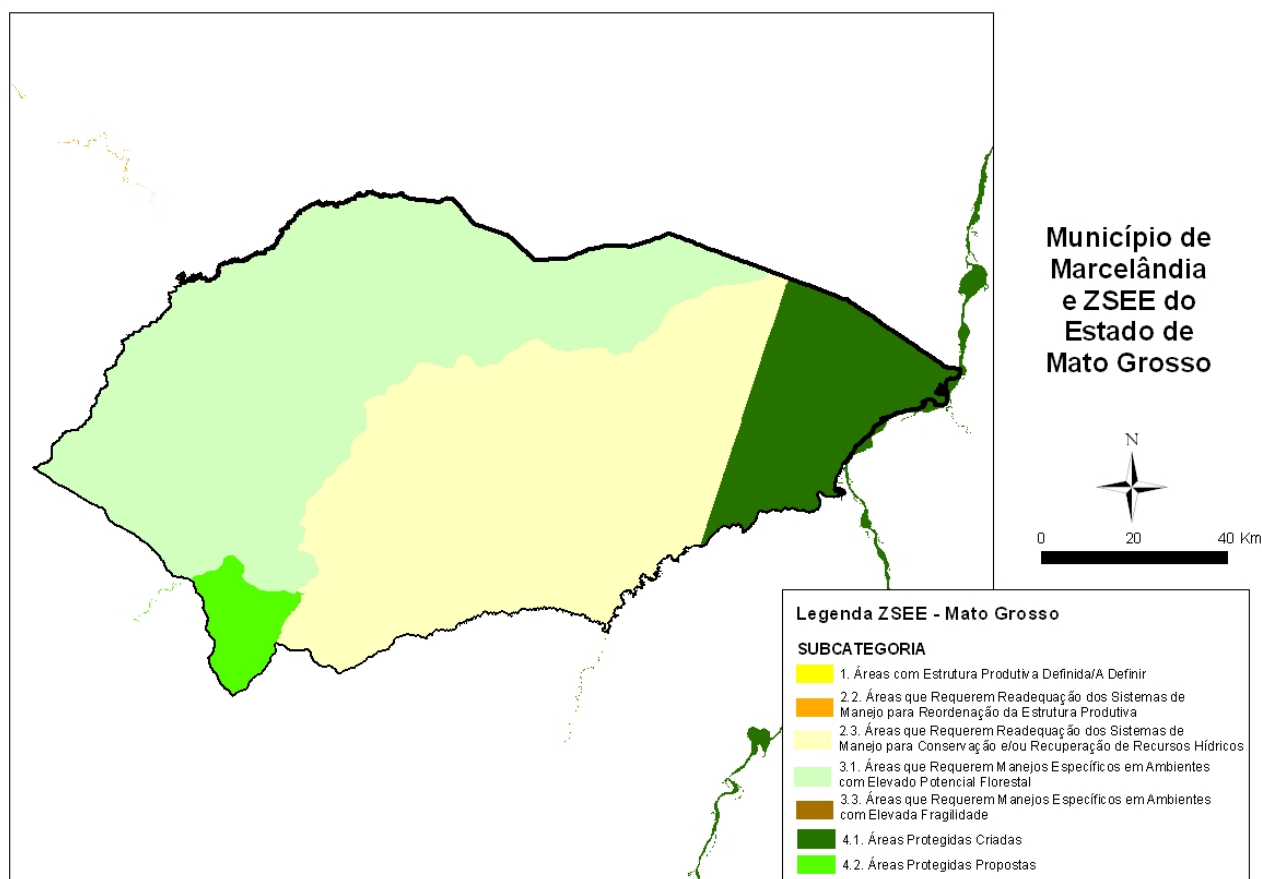 Município de
Marcelândia
e ZSEE do
Estado de
Mato Grosso
N
0 20 40 Km
Legenda ZSEE - Mato Grosso
SUBCATEGORIA
1. Áreas com Estrutura Produtiva Definida/A Definir
2.2. Áreas que Requerem Readequação dos Sistemas de
Manejo para Reordenação da Estrutura Produtiva
2.3. Áreas que Requerem Readequação dos Sistemas de
Manejo para Conservação e/ou Recuperação de Recursos Hídricos
3.1. Áreas que Requerem Manejos Específicos em Ambientes
com Elevado Potencial Florestal
3.3. Áreas que Requerem Manejos Específicos em Ambientes
com Elevada Fragilidade
4.1. Áreas Protegidas Criadas
4.2. Áreas Protegidas Propostas